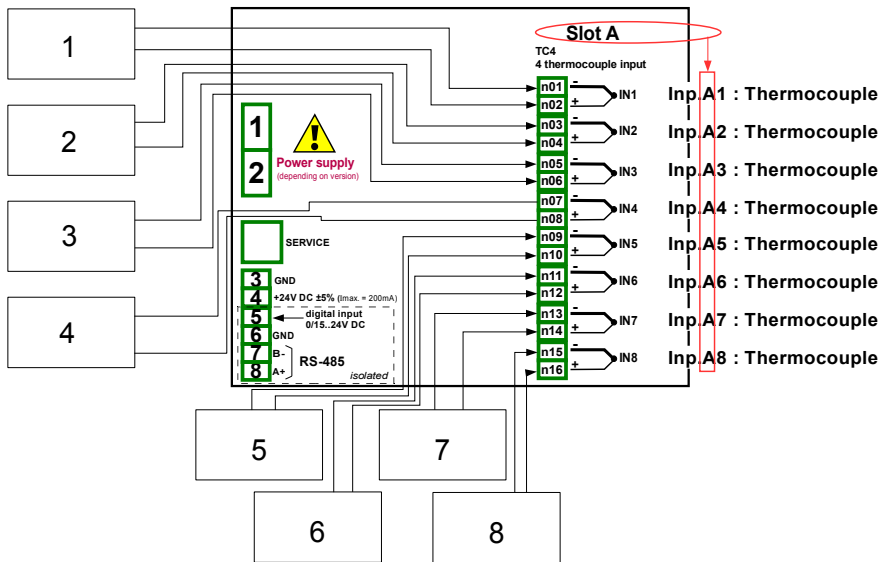 Slot A
TC4
4 thermocouple input
n01 - IN1 Inp.A1 : Thermocouple
n02 +
n03 - IN2 Inp.A2 : Thermocouple
n04 +
n05 - IN3 Inp.A3 : Thermocouple
n06 +
n07 - IN4 Inp.A4 : Thermocouple
n08 +
n09 - IN5 Inp.A5 : Thermocouple
n10 +
n11 - IN6 Inp.A6 : Thermocouple
n12 +
n13 - IN7 Inp.A7 : Thermocouple
n14 +
n15 - IN8 Inp.A8 : Thermocouple
n16 +
1
2
Power supply
(depending on version)
SERVICE
3 GND
4 +24V DC ±5% (Imax. = 200mA)
5 digital input
0/15..24V DC
6 GND
7 B-
RS-485
8 A+
isolated
1
2
3
4
5
6
7
8